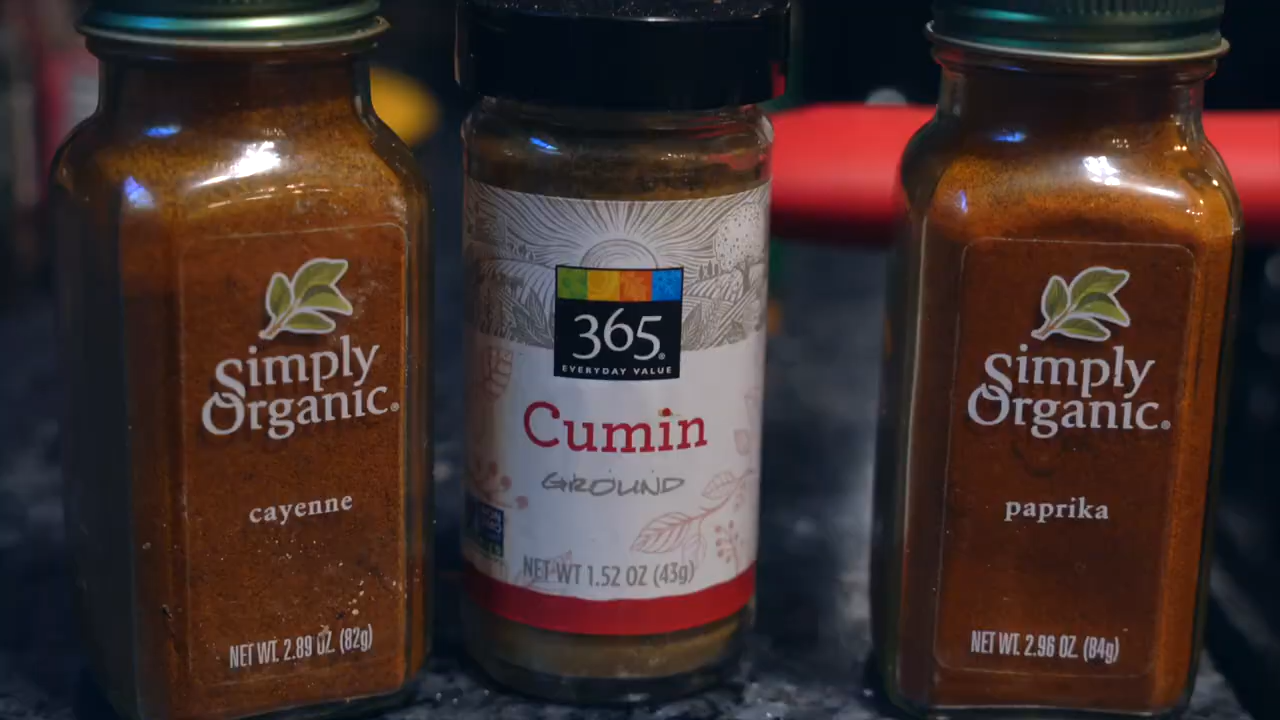 Simply
Organic®
cayenne
NET WT. 2.89 OZ. (82g)
365®
EVERYDAY VALUE
Cumin
GROUND
NET WT 1.52 OZ (43g)
Simply
Organic®
paprika
NET WT. 2.96 OZ. (84g)